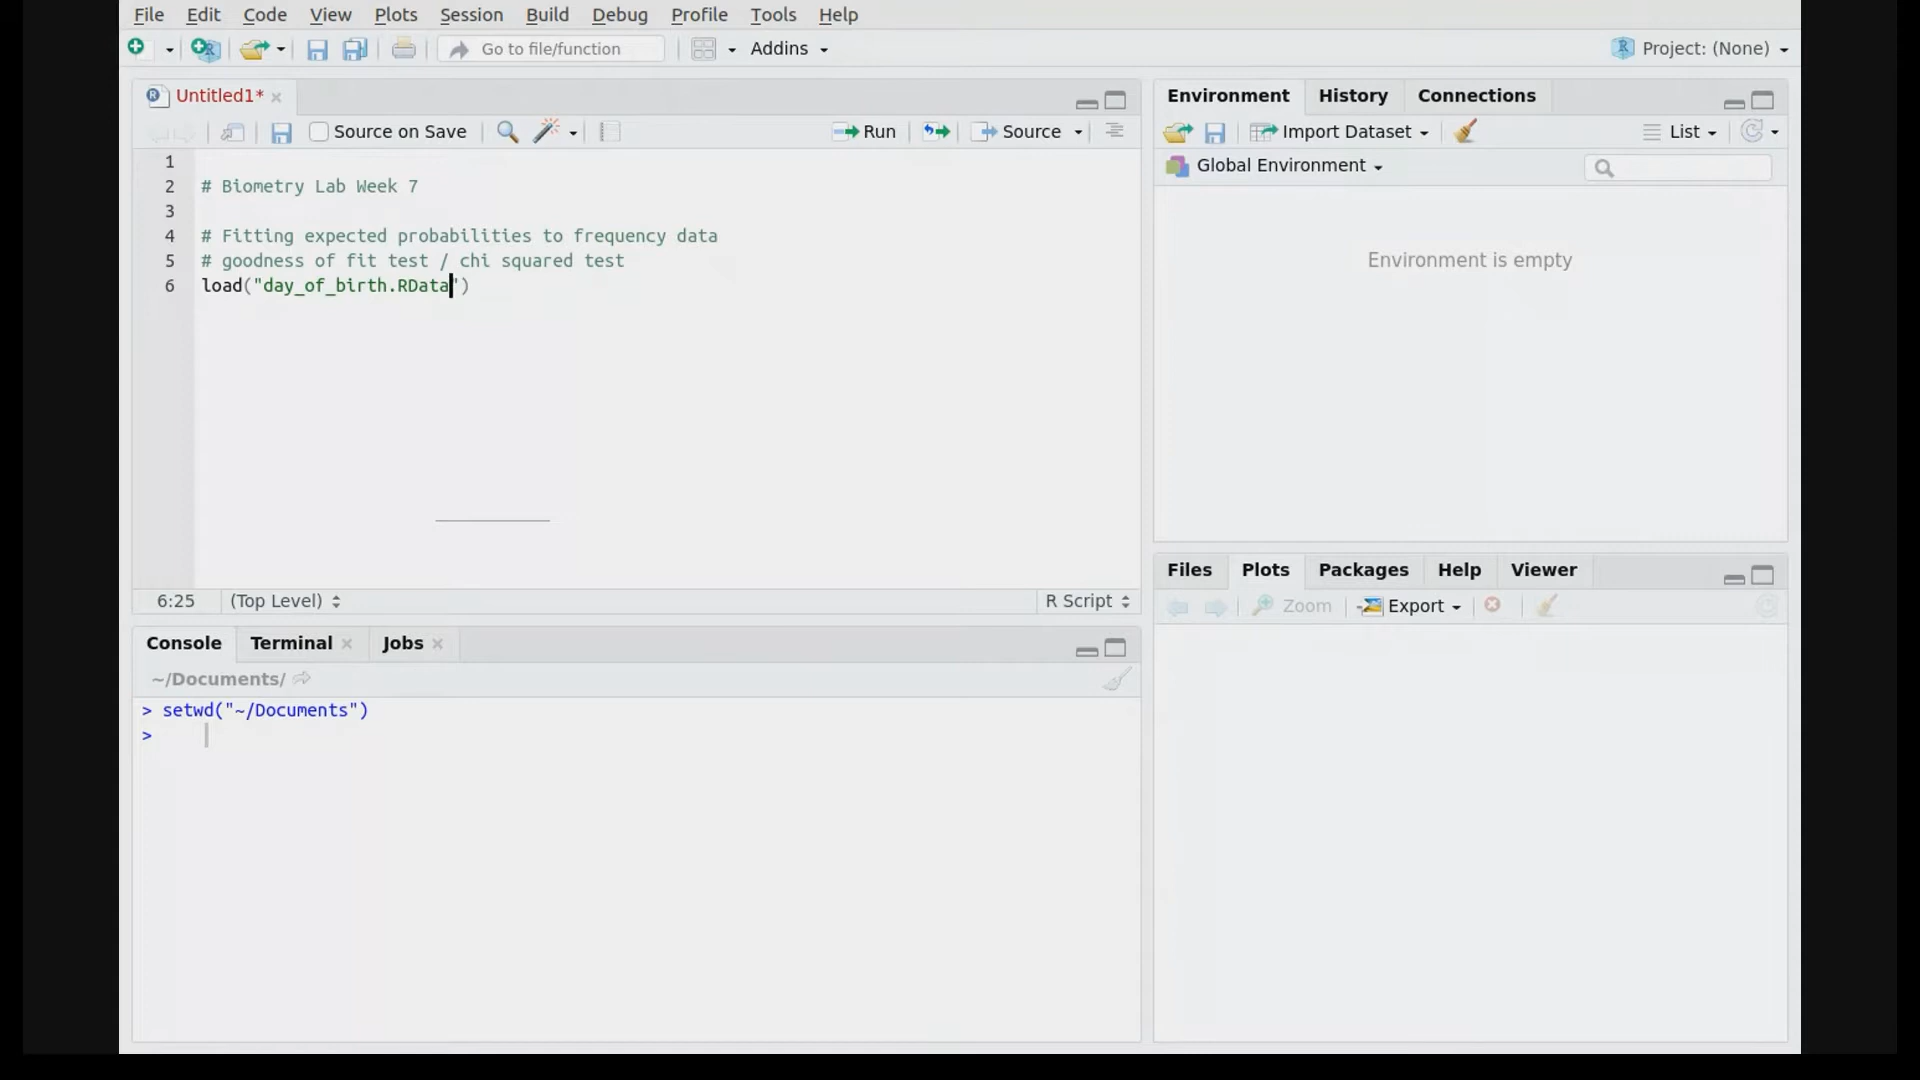 File Edit Code View Plots Session Build Debug Profile Tools Help
Go to file/function Addins Project: (None)
Untitled1*
Source on Save Run Source
1
2 # Biometry Lab Week 7
3
4 # Fitting expected probabilities to frequency data
5 # goodness of fit test / chi squared test
6 load("day_of_birth.RData")
6:25 (Top Level) R Script
Console Terminal Jobs
~/Documents/
> setwd("~/Documents")
>
Environment History Connections
Import Dataset List
Global Environment
Environment is empty
Files Plots Packages Help Viewer
Zoom Export